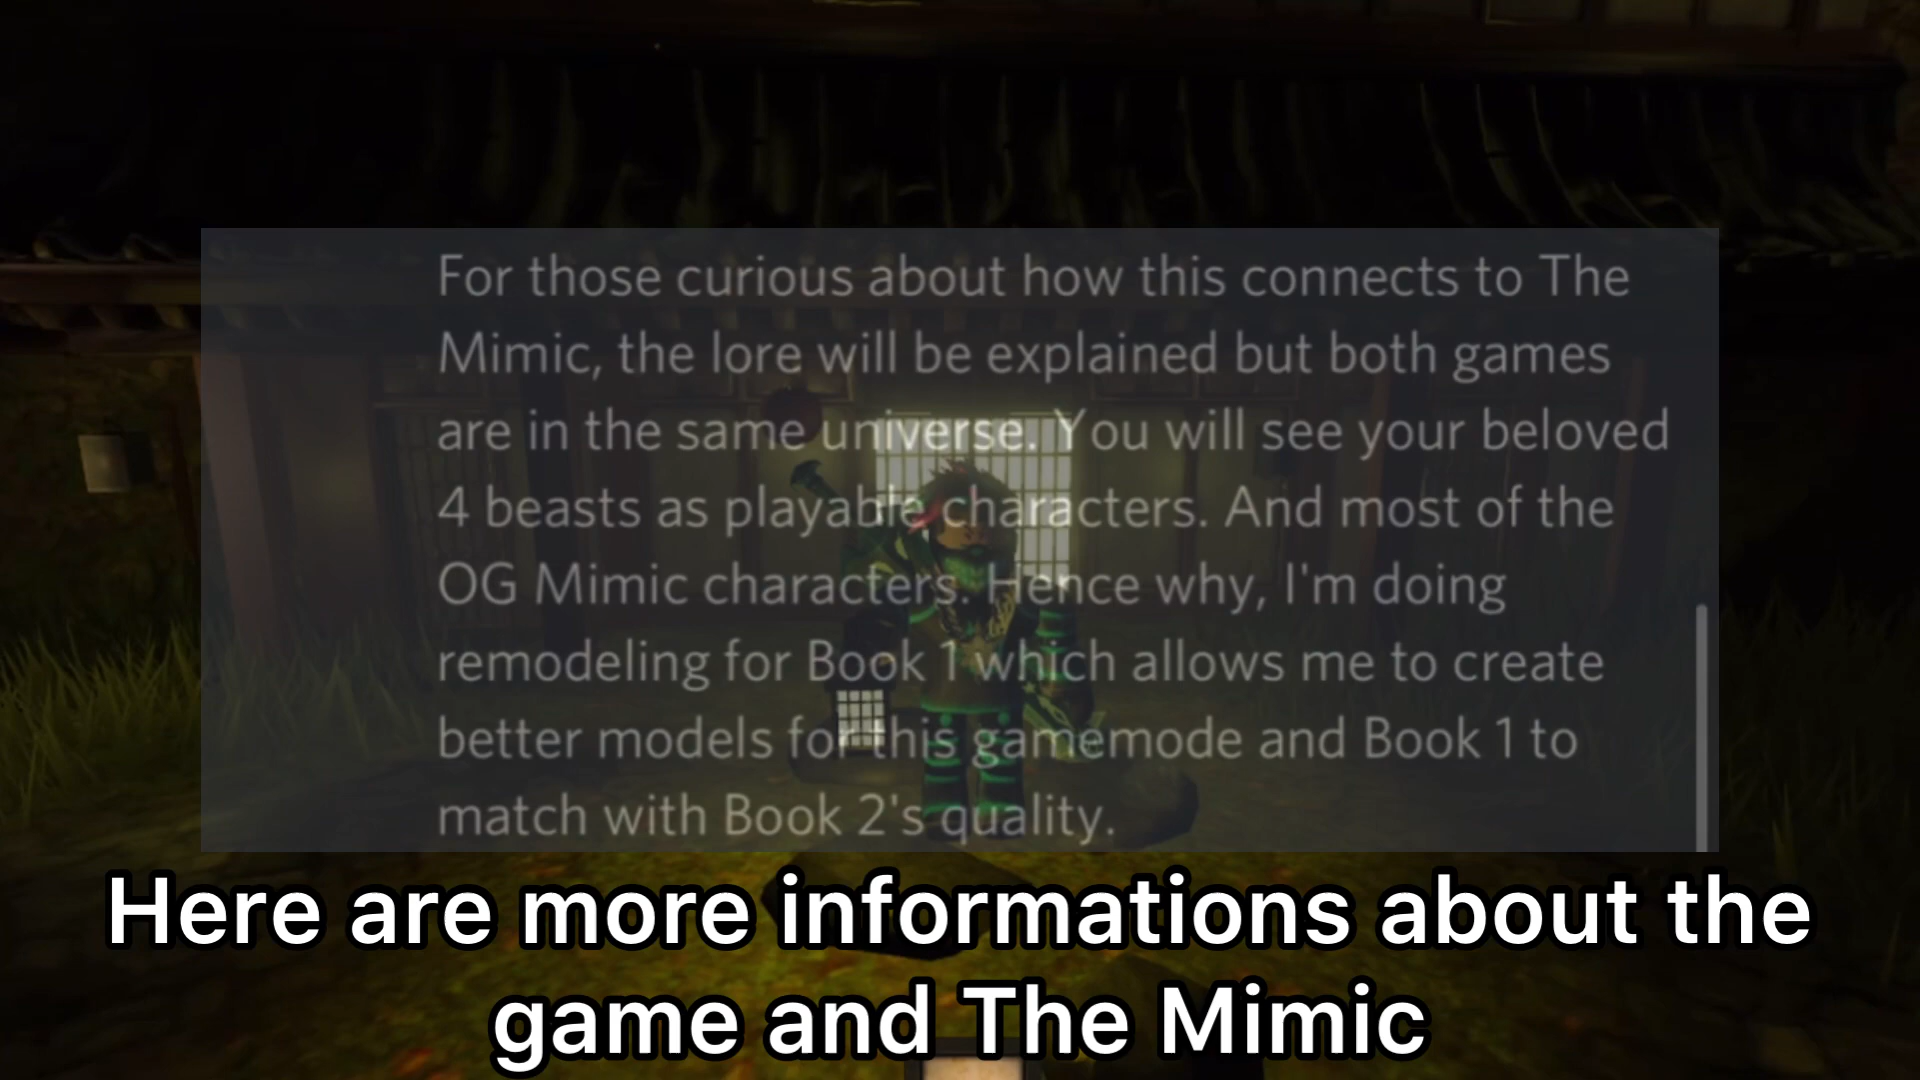 For those curious about how this connects to The
Mimic, the lore will be explained but both games
are in the same universe. You will see your beloved
4 beasts as playable characters. And most of the
OG Mimic characters. Hence why, I'm doing
remodeling for Book 1 which allows me to create
better models for this gamemode and Book 1 to
match with Book 2's quality.
Here are more informations about the
game and The Mimic